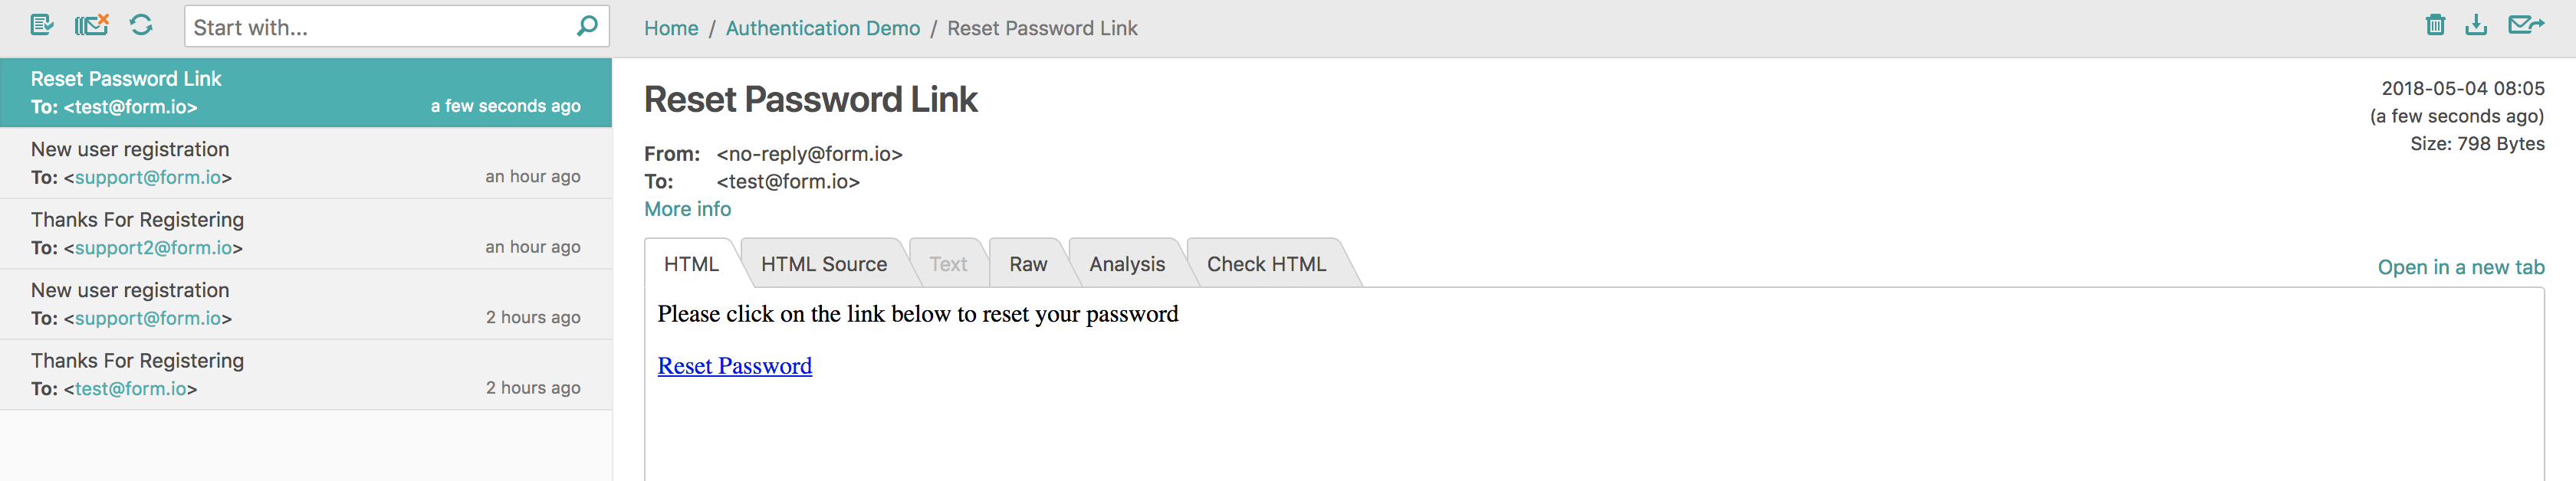 Start with...
Home / Authentication Demo / Reset Password Link
Reset Password Link
To: <test@form.io> a few seconds ago
New user registration
To: <support@form.io> an hour ago
Thanks For Registering
To: <support2@form.io> an hour ago
New user registration
To: <support@form.io> 2 hours ago
Thanks For Registering
To: <test@form.io> 2 hours ago
Reset Password Link
2018-05-04 08:05
(a few seconds ago)
Size: 798 Bytes
From: <no-reply@form.io>
To: <test@form.io>
More info
HTML HTML Source Text Raw Analysis Check HTML
Open in a new tab
Please click on the link below to reset your password
Reset Password